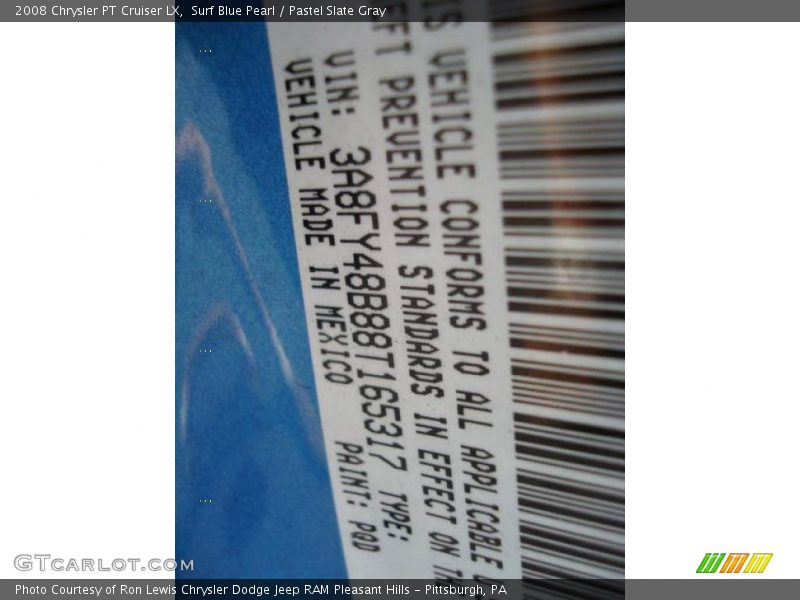 2008 Chrysler PT Cruiser LX, Surf Blue Pearl / Pastel Slate Gray
IS VEHICLE CONFORMS TO ALL APPLICABLE
EFT PREVENTION STANDARDS IN EFFECT ON
VIN: 3A8FY48B88T165317 TYPE:
VEHICLE MADE IN MEXICO PAINT: PQD
GTCarLot.com
Photo Courtesy of Ron Lewis Chrysler Dodge Jeep RAM Pleasant Hills – Pittsburgh, PA